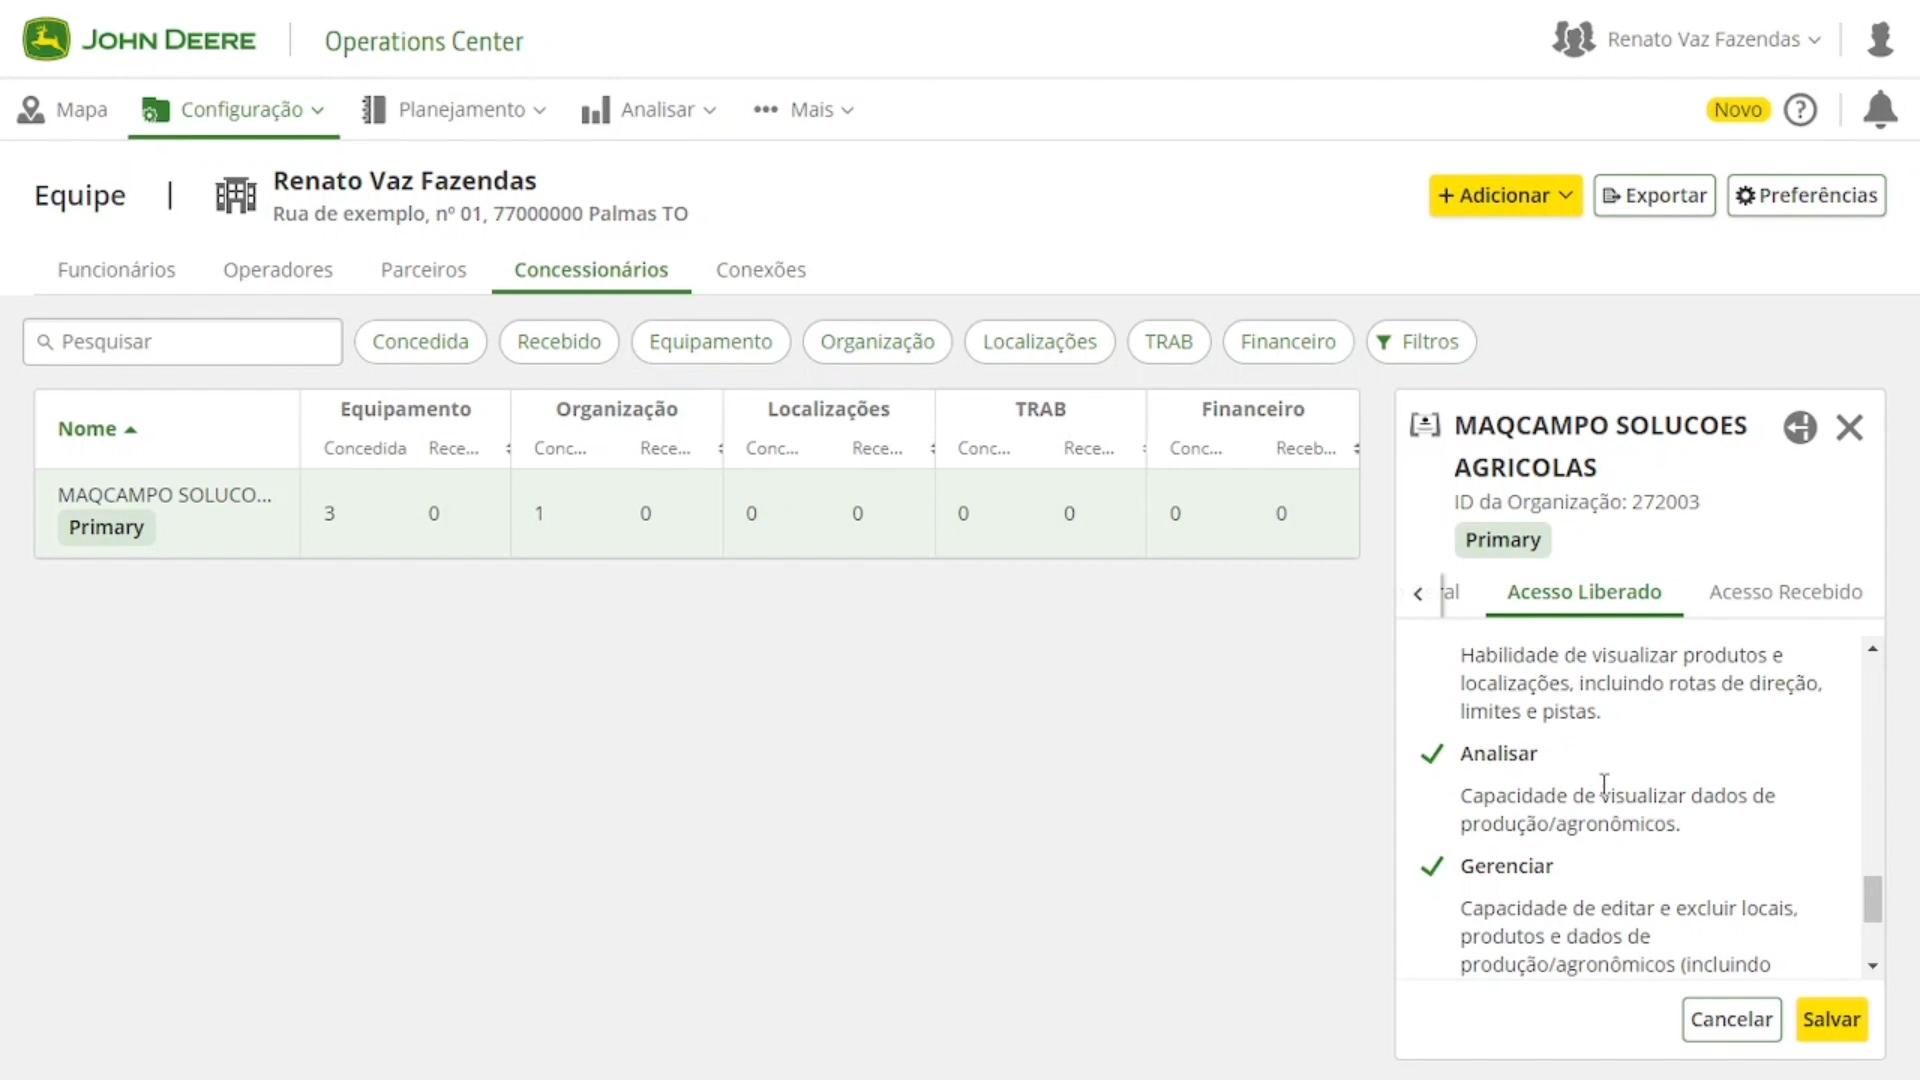 JOHN DEERE
Operations Center
Renato Vaz Fazendas
Mapa
Configuração
Planejamento
Analisar
Mais
Novo
Equipe
Renato Vaz Fazendas
Rua de exemplo, nº 01, 77000000 Palmas TO
+ Adicionar
Exportar
Preferências
Funcionários
Operadores
Parceiros
Concessionários
Conexões
Pesquisar
Concedida
Recebido
Equipamento
Organização
Localizações
TRAB
Financeiro
Filtros
Nome
Equipamento
Organização
Localizações
TRAB
Financeiro
Concedida Rece...
Conc... Rece...
Conc... Rece...
Conc... Rece...
Conc... Receb...
MAQCAMPO SOLUCO...
Primary
3 0 1 0 0 0 0 0 0 0
MAQCAMPO SOLUCOES
AGRICOLAS
ID da Organização: 272003
Primary
al
Acesso Liberado
Acesso Recebido
Habilidade de visualizar produtos e
localizações, incluindo rotas de direção,
limites e pistas.
Analisar
Capacidade de visualizar dados de
produção/agronômicos.
Gerenciar
Capacidade de editar e excluir locais,
produtos e dados de
produção/agronômicos (incluindo
Cancelar
Salvar